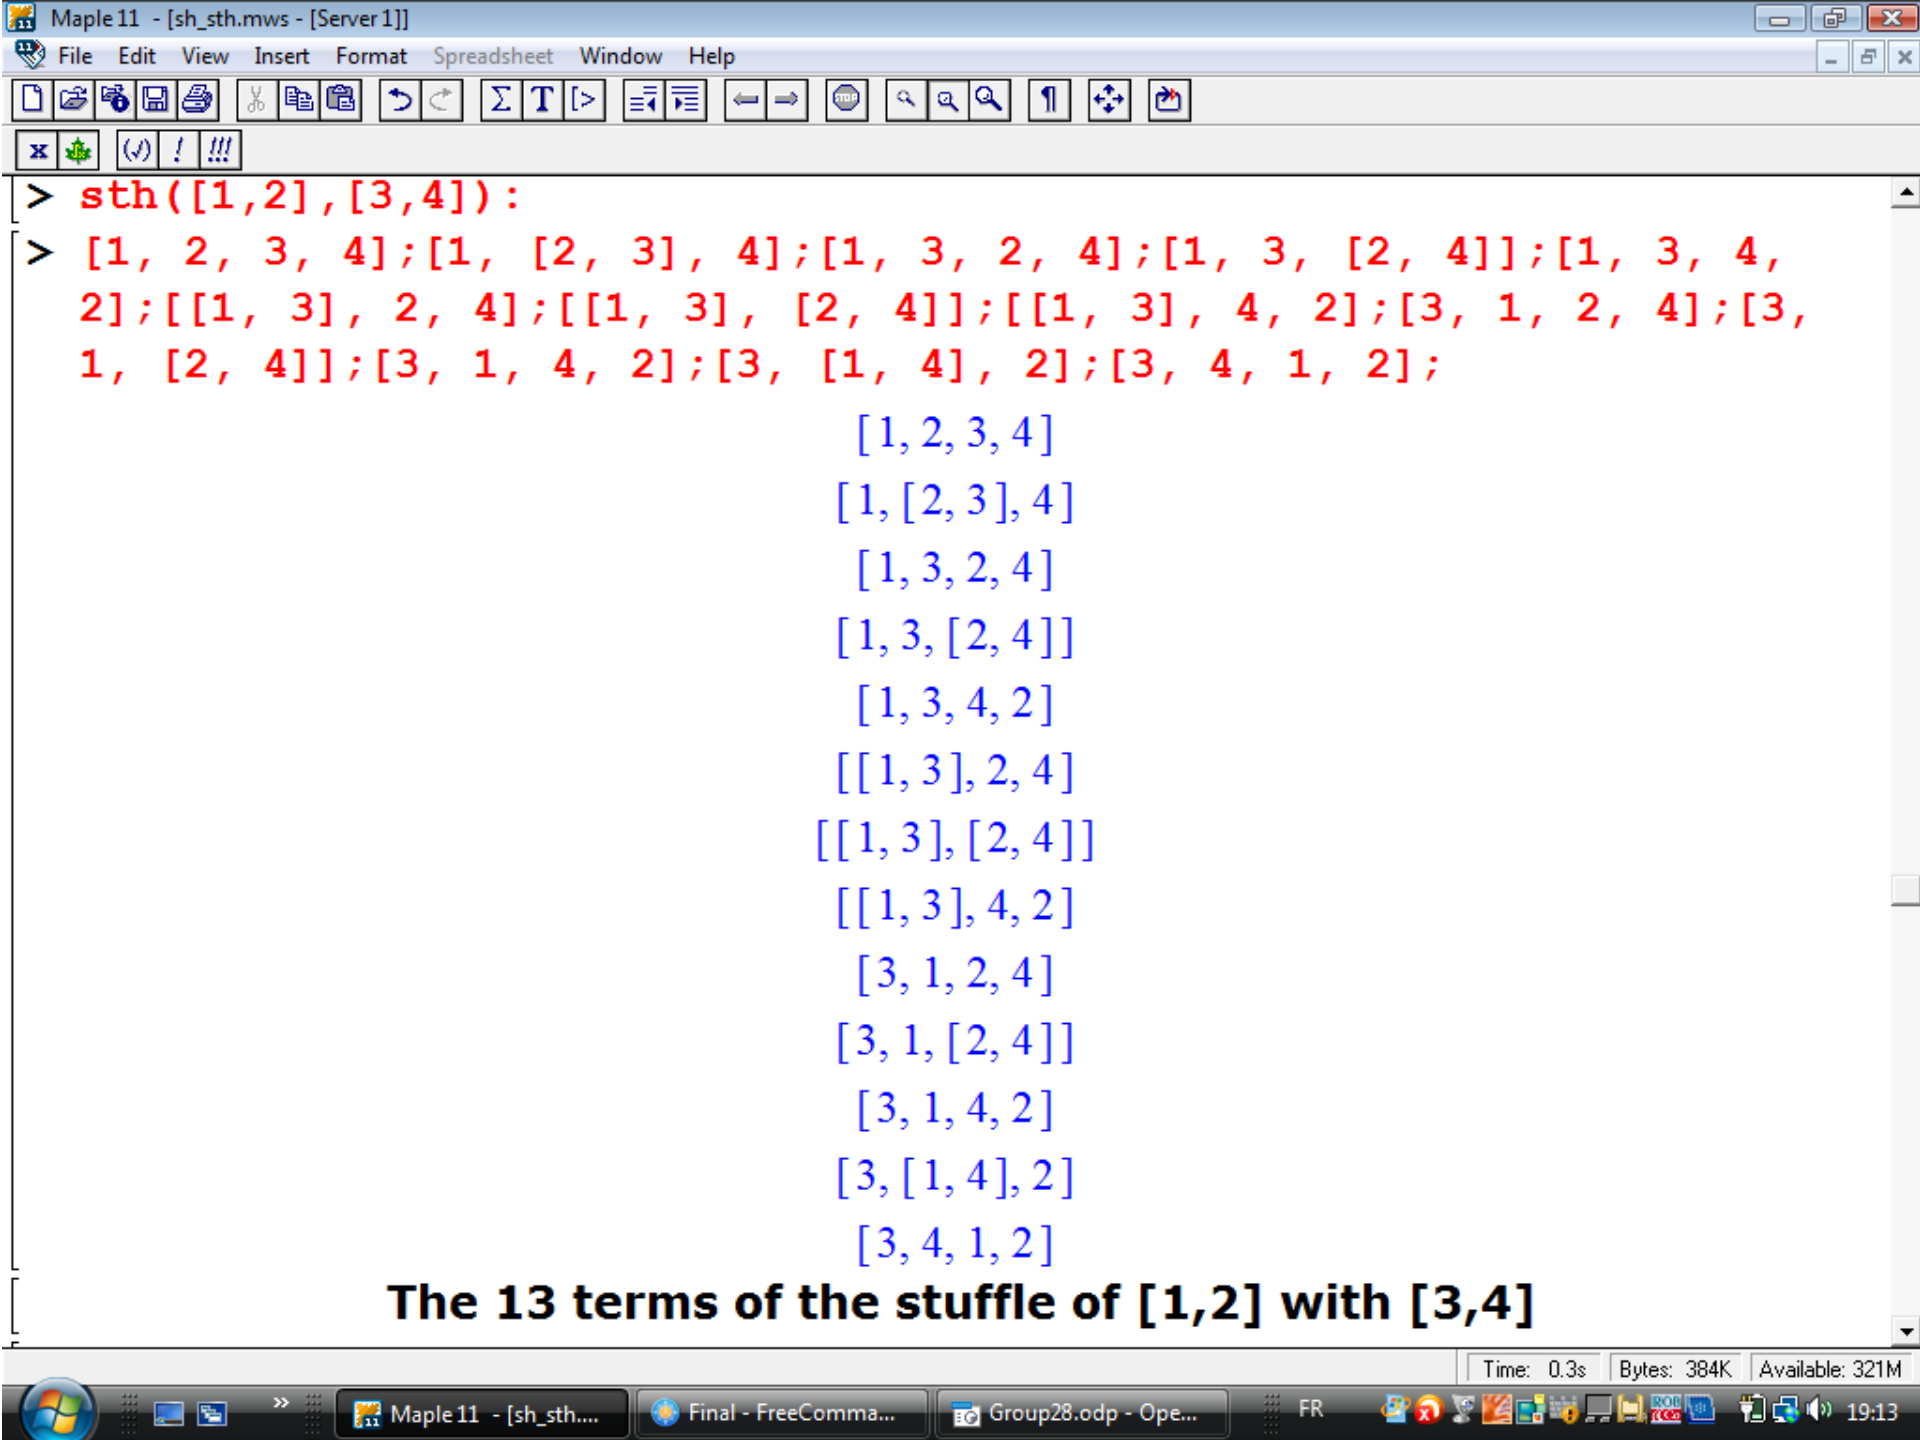 Maple 11 - [sh_sth.mws - [Server 1]]
File Edit View Insert Format Spreadsheet Window Help
> sth([1,2],[3,4]):
> [1, 2, 3, 4];[1, [2, 3], 4];[1, 3, 2, 4];[1, 3, [2, 4]];[1, 3, 4,
2];[[1, 3], 2, 4];[[1, 3], [2, 4]];[[1, 3], 4, 2];[3, 1, 2, 4];[3,
1, [2, 4]];[3, 1, 4, 2];[3, [1, 4], 2];[3, 4, 1, 2];
[1, 2, 3, 4]
[1, [2, 3], 4]
[1, 3, 2, 4]
[1, 3, [2, 4]]
[1, 3, 4, 2]
[[1, 3], 2, 4]
[[1, 3], [2, 4]]
[[1, 3], 4, 2]
[3, 1, 2, 4]
[3, 1, [2, 4]]
[3, 1, 4, 2]
[3, [1, 4], 2]
[3, 4, 1, 2]
The 13 terms of the stuffle of [1,2] with [3,4]
Time: 0.3s Bytes: 384K Available: 321M
Maple 11 - [sh_sth.... Final - FreeComma... Group28.odp - Ope... FR 19:13